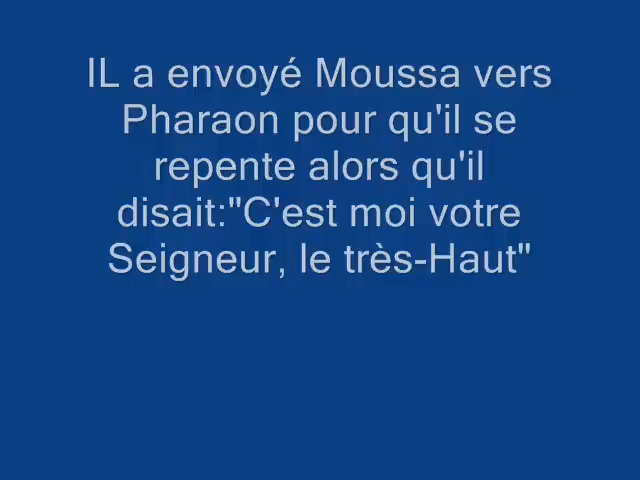 IL a envoyé Moussa vers
Pharaon pour qu'il se
repente alors qu'il
disait:"C'est moi votre
Seigneur, le très-Haut"